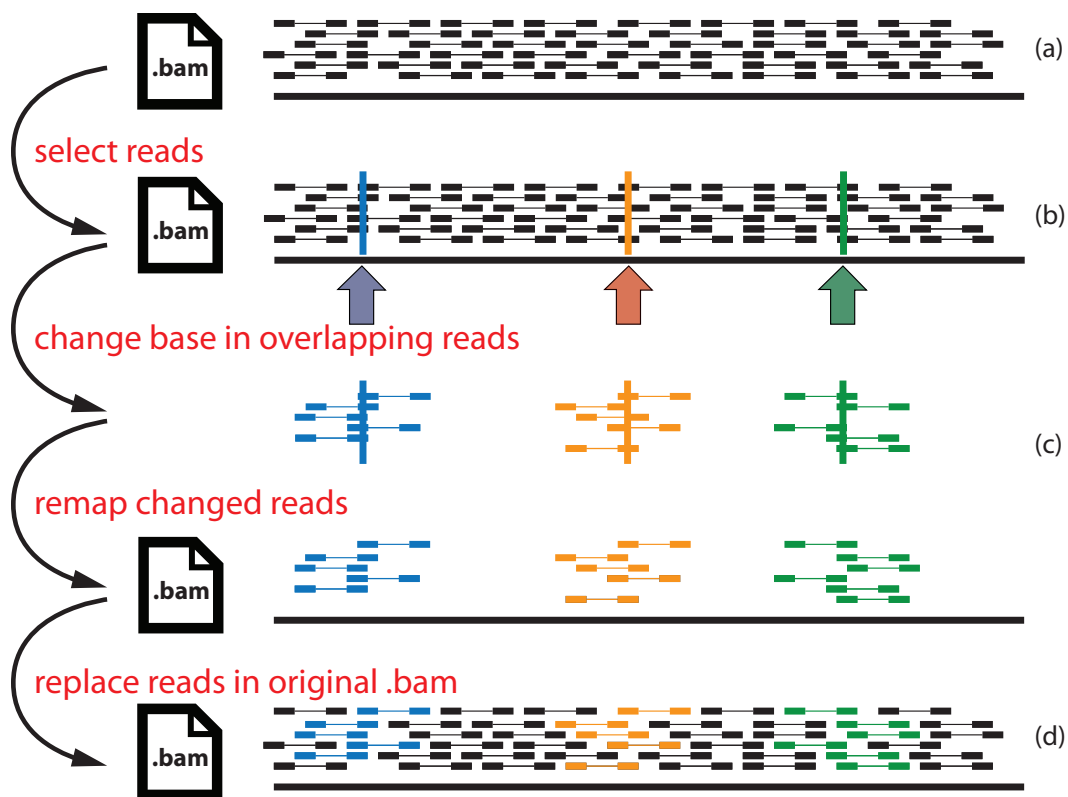 .bam
(a)
select reads
.bam
(b)
change base in overlapping reads
(c)
remap changed reads
.bam
replace reads in original .bam
.bam
(d)